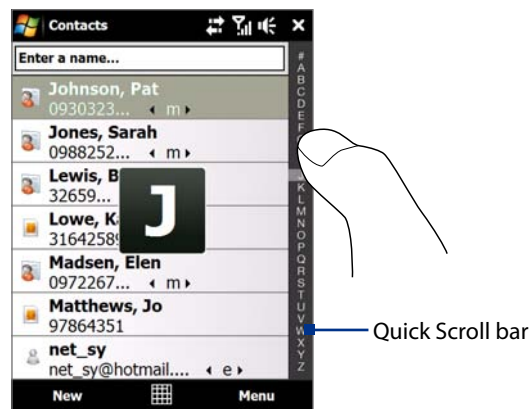 Contacts
Enter a name...
Johnson, Pat
0930323... m
Jones, Sarah
0988252... m
Lewis, B
32659...
Lowe, K
31642589
Madsen, Elen
0972267... m
Matthews, Jo
97864351
net_sy
net_sy@hotmail.... e
New
Menu
J
#
A
B
C
D
E
F
J
K
L
M
N
O
P
Q
R
S
T
U
V
W
X
Y
Z
Quick Scroll bar